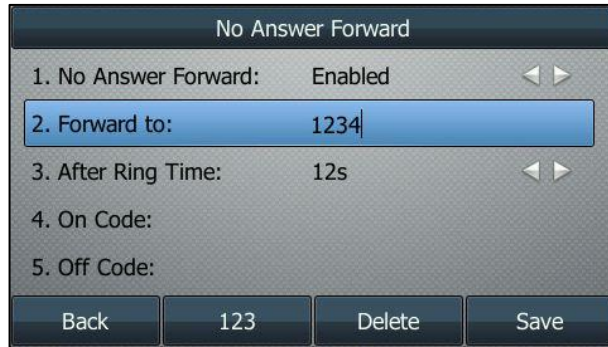 No Answer Forward
1. No Answer Forward: Enabled
2. Forward to: 1234
3. After Ring Time: 12s
4. On Code:
5. Off Code:
Back 123 Delete Save